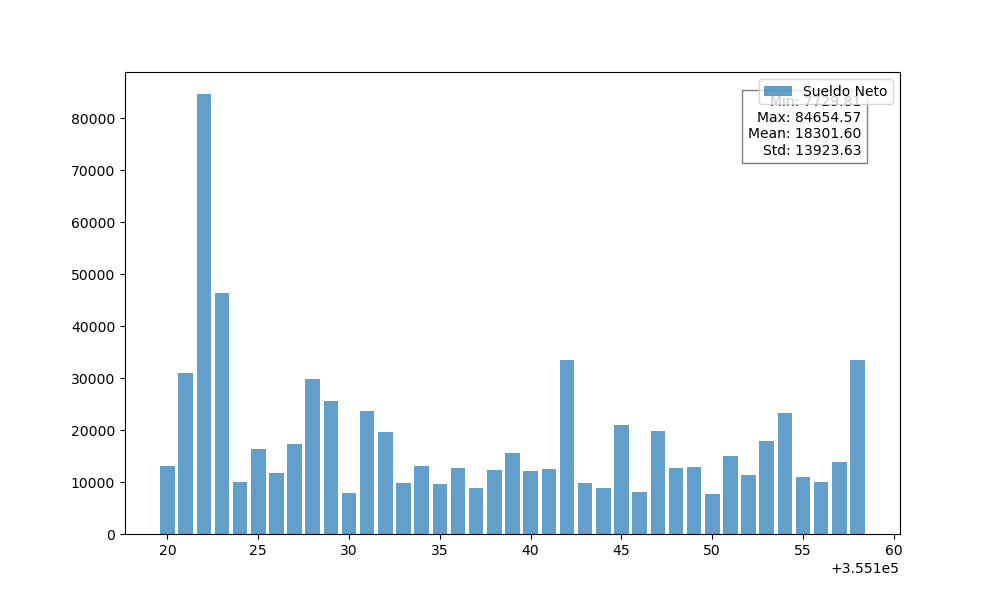 Sueldo Neto
Min: 7729.81
Max: 84654.57
Mean: 18301.60
Std: 13923.63
80000
70000
60000
50000
40000
30000
20000
10000
0
20 25 30 35 40 45 50 55 60
+3.551e5